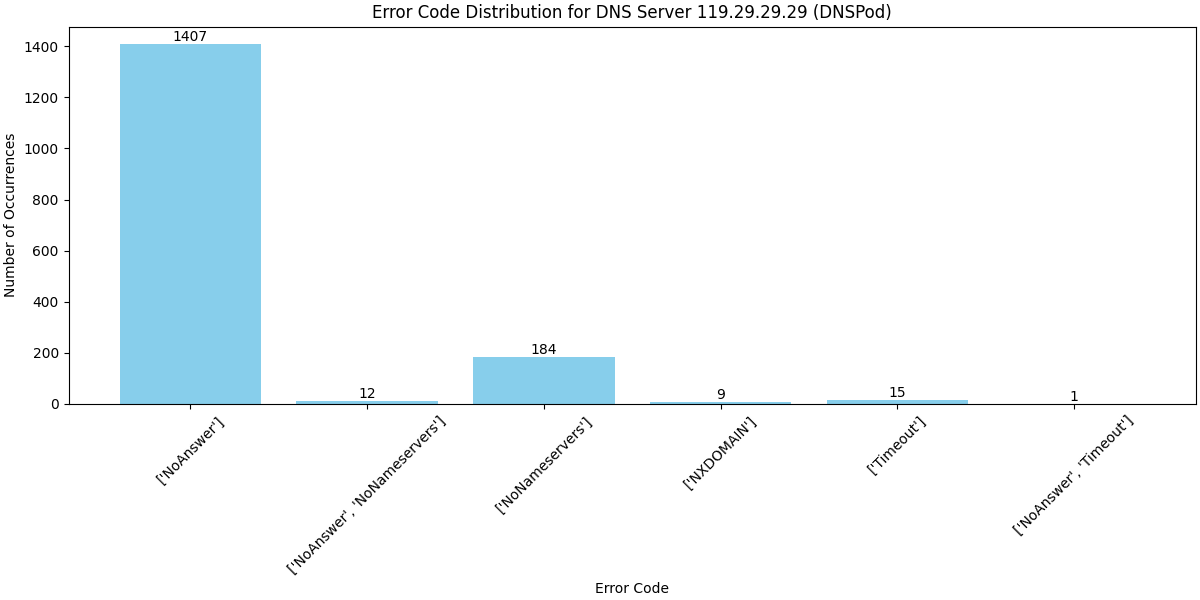 Error Code Distribution for DNS Server 119.29.29.29 (DNSPod)
Number of Occurrences
1400
1200
1000
800
600
400
200
0
1407
12
184
9
15
1
['NoAnswer']
['NoAnswer', 'NoNameservers']
['NoNameservers']
['NXDOMAIN']
['Timeout']
['NoAnswer', 'Timeout']
Error Code